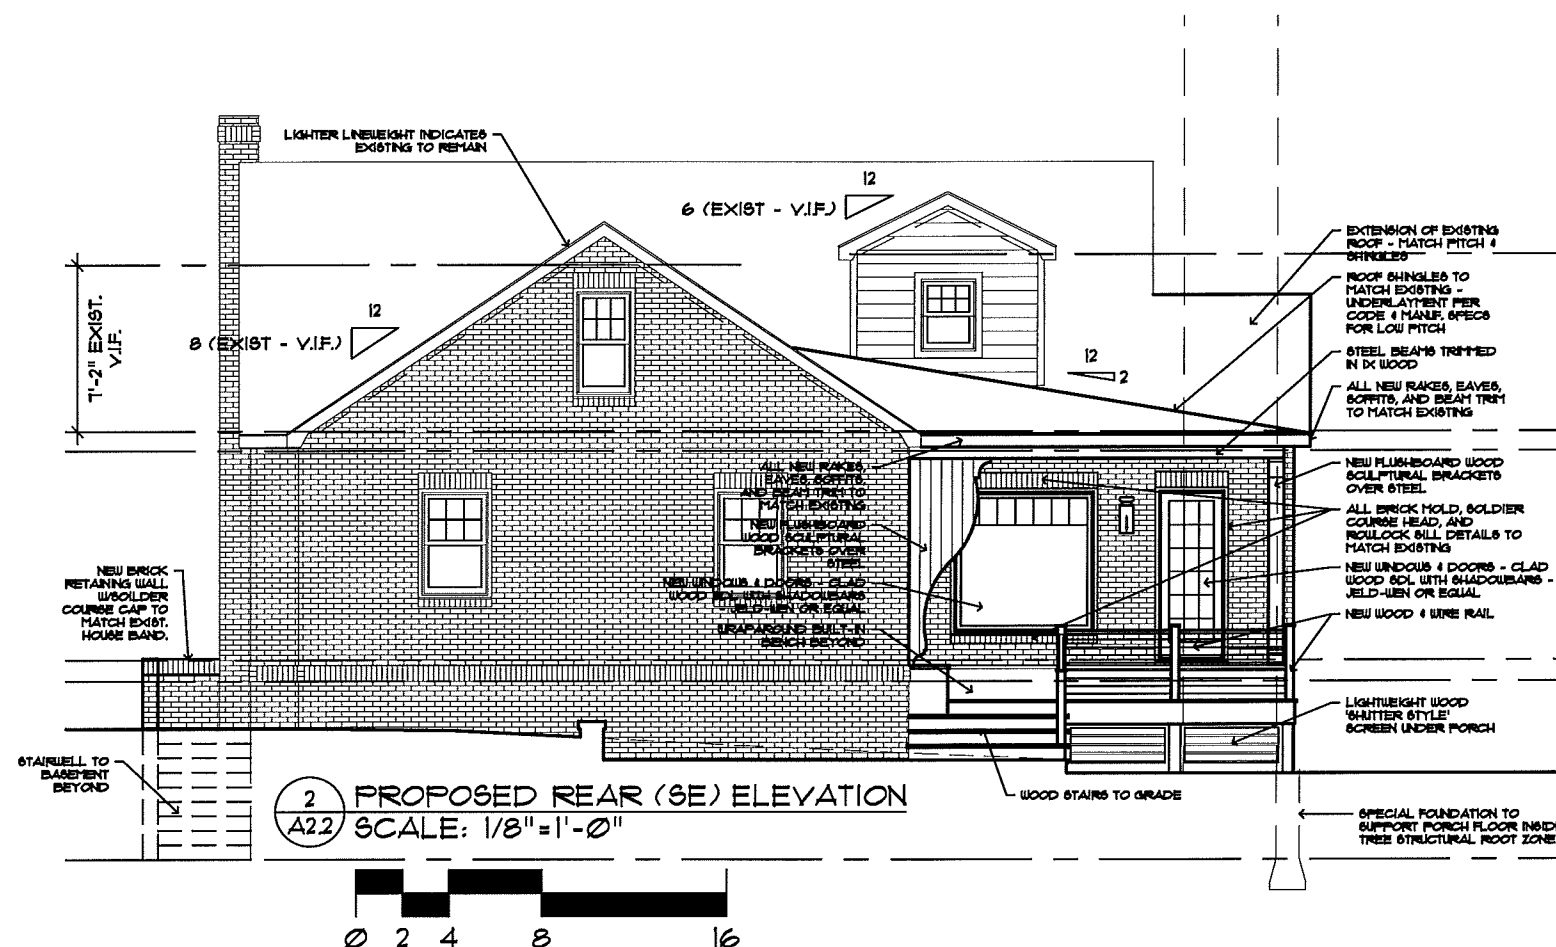 LIGHTER LINEWEIGHT INDICATES
EXISTING TO REMAIN
12
6 (EXIST - V.I.F.)
12
8 (EXIST - V.I.F.)
7'-2" EXIST.
V.I.F.
12
2
EXTENSION OF EXISTING
ROOF - MATCH PITCH &
SHINGLES
ROOF SHINGLES TO
MATCH EXISTING -
UNDERLAYMENT PER
CODE & MANUF. SPECS
FOR LOW PITCH
STEEL BEAMS TRIMMED
IN 1X WOOD
ALL NEW RAKES, EAVES,
SOFFITS, AND BEAM TRIM
TO MATCH EXISTING
NEW FLUSHBOARD WOOD
SCULPTURAL BRACKETS
OVER STEEL
ALL BRICK MOLD, SOLDIER
COURSE HEAD, AND
ROWLOCK SILL DETAILS TO
MATCH EXISTING
NEW WINDOWS & DOORS - CLAD
WOOD SDL WITH SHADOWBARS -
JELD-WEN OR EQUAL
NEW WOOD & WIRE RAIL
LIGHTWEIGHT WOOD
'SHUTTER STYLE'
SCREEN UNDER PORCH
SPECIAL FOUNDATION TO
SUPPORT PORCH FLOOR INSID
TREE STRUCTURAL ROOT ZONE
ALL NEW RAKES,
EAVES, SOFFITS,
AND BEAM TRIM TO
MATCH EXISTING
NEW FLUSHBOARD
WOOD SCULPTURAL
BRACKETS OVER
STEEL
NEW WINDOWS & DOORS - CLAD
WOOD SDL WITH SHADOWBARS
- JELD-WEN OR EQUAL
WRAPAROUND BUILT-IN
BENCH BEYOND
NEW BRICK
RETAINING WALL
W/SOILDER
COURSE CAP TO
MATCH EXIST.
HOUSE BAND.
STAIRWELL TO
BASEMENT
BEYOND
WOOD STAIRS TO GRADE
2
A2.2
PROPOSED REAR (SE) ELEVATION
SCALE: 1/8"=1'-0"
0 2 4 8 16